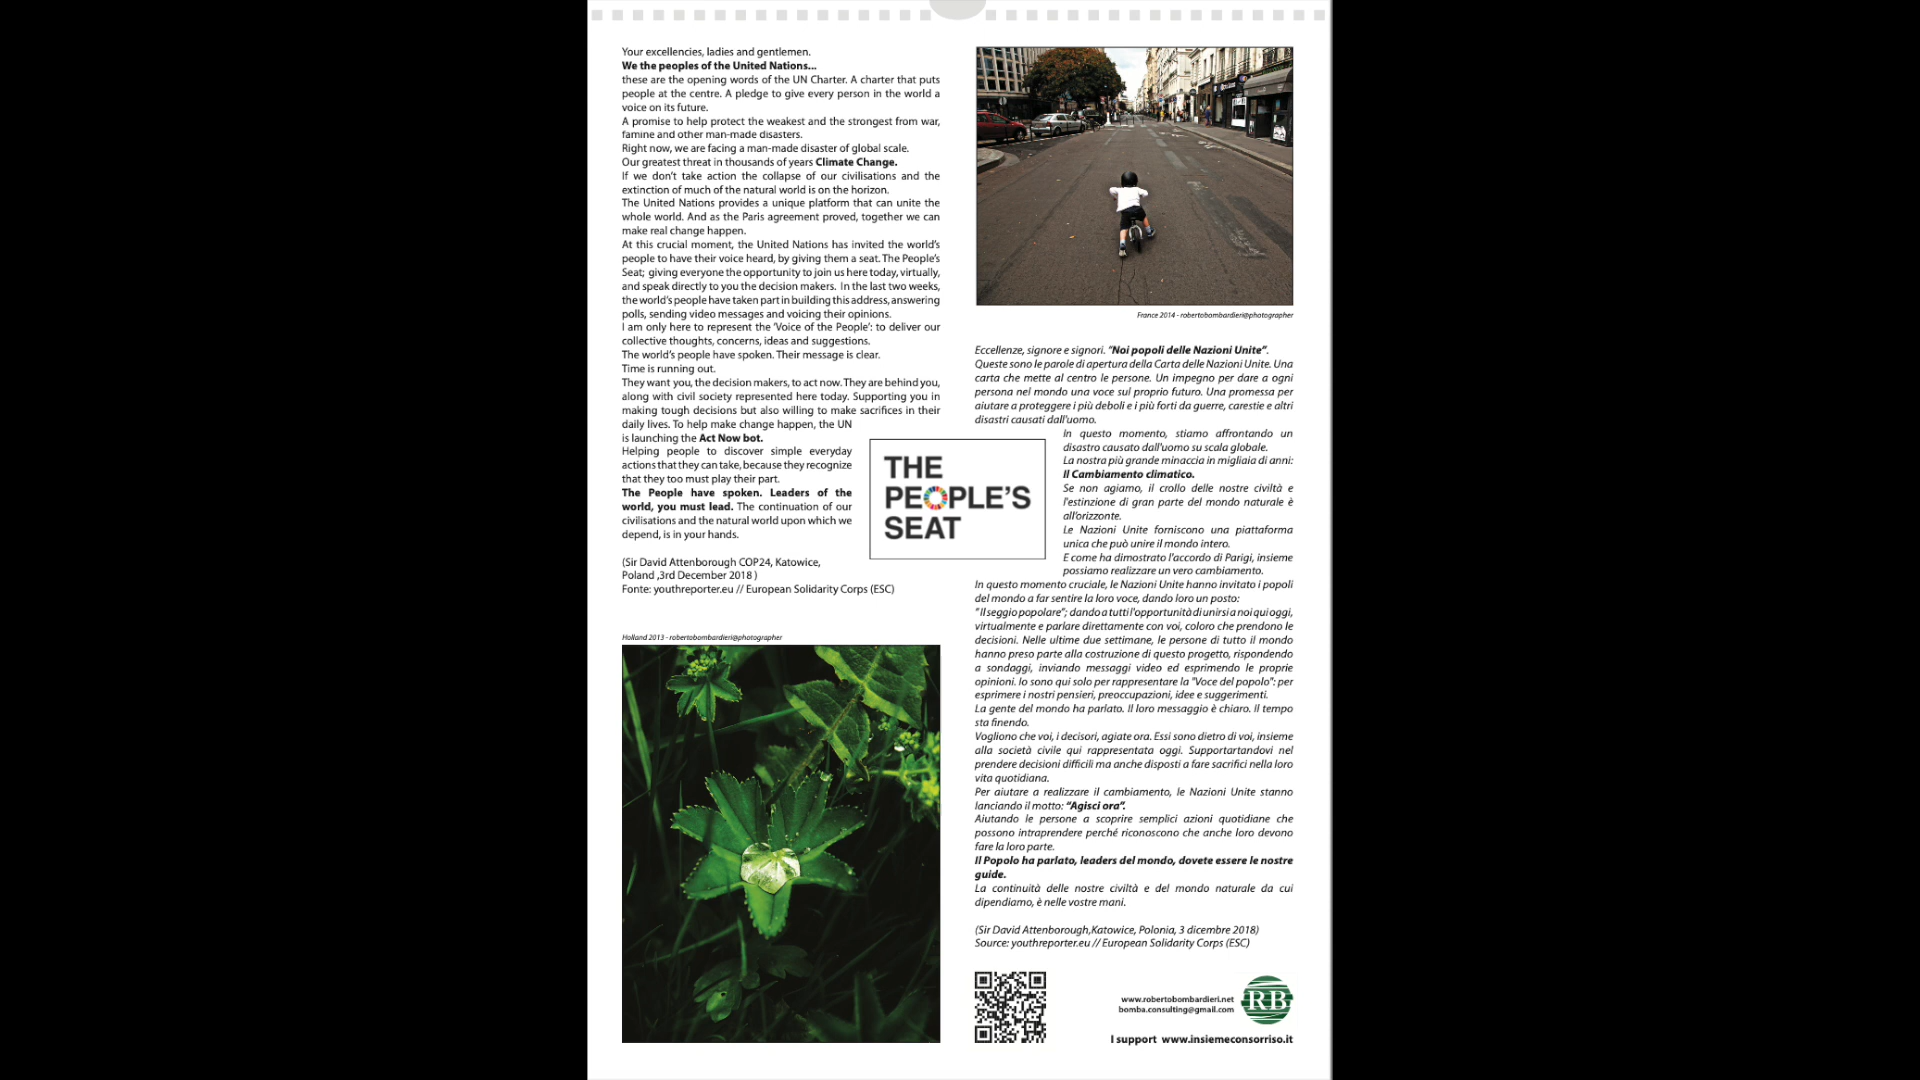 Your excellencies, ladies and gentlemen.
We the peoples of the United Nations...
these are the opening words of the UN Charter. A charter that puts
people at the centre. A pledge to give every person in the world a
voice on its future.
A promise to help protect the weakest and the strongest from war,
famine and other man-made disasters.
Right now, we are facing a man-made disaster of global scale.
Our greatest threat in thousands of years Climate Change.
If we don't take action the collapse of our civilisations and the
extinction of much of the natural world is on the horizon.
The United Nations provides a unique platform that can unite the
whole world. And as the Paris agreement proved, together we can
make real change happen.
At this crucial moment, the United Nations has invited the world's
people to have their voice heard, by giving them a seat. The People's
Seat; giving everyone the opportunity to join us here today, virtually,
and speak directly to you the decision makers. In the last two weeks,
the world's people have taken part in building this address, answering
polls, sending video messages and voicing their opinions.
I am only here to represent the 'Voice of the People': to deliver our
collective thoughts, concerns, ideas and suggestions.
The world's people have spoken. Their message is clear.
Time is running out.
They want you, the decision makers, to act now. They are behind you,
along with civil society represented here today. Supporting you in
making tough decisions but also willing to make sacrifices in their
daily lives. To help make change happen, the UN
is launching the Act Now bot.
Helping people to discover simple everyday
actions that they can take, because they recognize
that they too must play their part.
The People have spoken. Leaders of the
world, you must lead. The continuation of our
civilisations and the natural world upon which we
depend, is in your hands.
(Sir David Attenborough COP24, Katowice,
Poland ,3rd December 2018 )
Fonte: youthreporter.eu // European Solidarity Corps (ESC)
Holland 2013 - robertobombardieri@photographer
THE
PEOPLE'S
SEAT
France 2014 - robertobombardieri@photographer
Eccellenze, signore e signori. "Noi popoli delle Nazioni Unite".
Queste sono le parole di apertura della Carta delle Nazioni Unite. Una
carta che mette al centro le persone. Un impegno per dare a ogni
persona nel mondo una voce sul proprio futuro. Una promessa per
aiutare a proteggere i più deboli e i più forti da guerre, carestie e altri
disastri causati dall'uomo.
In questo momento, stiamo affrontando un
disastro causato dall'uomo su scala globale.
La nostra più grande minaccia in migliaia di anni:
Il Cambiamento climatico.
Se non agiamo, il crollo delle nostre civiltà e
l'estinzione di gran parte del mondo naturale è
all'orizzonte.
Le Nazioni Unite forniscono una piattaforma
unica che può unire il mondo intero.
E come ha dimostrato l'accordo di Parigi, insieme
possiamo realizzare un vero cambiamento.
In questo momento cruciale, le Nazioni Unite hanno invitato i popoli
del mondo a far sentire la loro voce, dando loro un posto:
"Il seggio popolare"; dando a tutti l'opportunità di unirsi a noi qui oggi,
virtualmente e parlare direttamente con voi, coloro che prendono le
decisioni. Nelle ultime due settimane, le persone di tutto il mondo
hanno preso parte alla costruzione di questo progetto, rispondendo
a sondaggi, inviando messaggi video ed esprimendo le proprie
opinioni. Io sono qui solo per rappresentare la "Voce del popolo": per
esprimere i nostri pensieri, preoccupazioni, idee e suggerimenti.
La gente del mondo ha parlato. Il loro messaggio è chiaro. Il tempo
sta finendo.
Vogliono che voi, i decisori, agiate ora. Essi sono dietro di voi, insieme
alla società civile qui rappresentata oggi. Supportartandovi nel
prendere decisioni difficili ma anche disposti a fare sacrifici nella loro
vita quotidiana.
Per aiutare a realizzare il cambiamento, le Nazioni Unite stanno
lanciando il motto: "Agisci ora".
Aiutando le persone a scoprire semplici azioni quotidiane che
possono intraprendere perché riconoscono che anche loro devono
fare la loro parte.
Il Popolo ha parlato, leaders del mondo, dovete essere le nostre
guide.
La continuità delle nostre civiltà e del mondo naturale da cui
dipendiamo, è nelle vostre mani.
(Sir David Attenborough,Katowice, Polonia, 3 dicembre 2018)
Source: youthreporter.eu // European Solidarity Corps (ESC)
www.robertobombardieri.net
bomba.consulting@gmail.com
RB
I support www.insiemeconsorriso.it